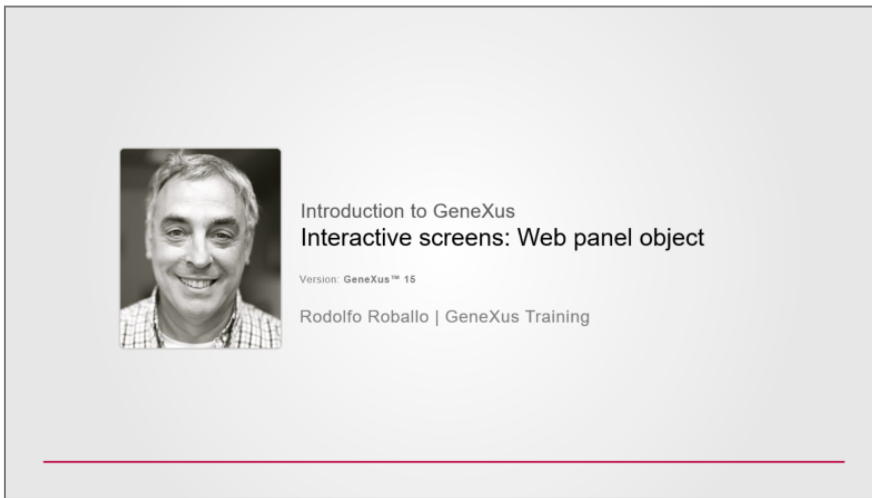 Introduction to GeneXus
Interactive screens: Web panel object
Version: GeneXus™ 15
Rodolfo Roballo | GeneXus Training